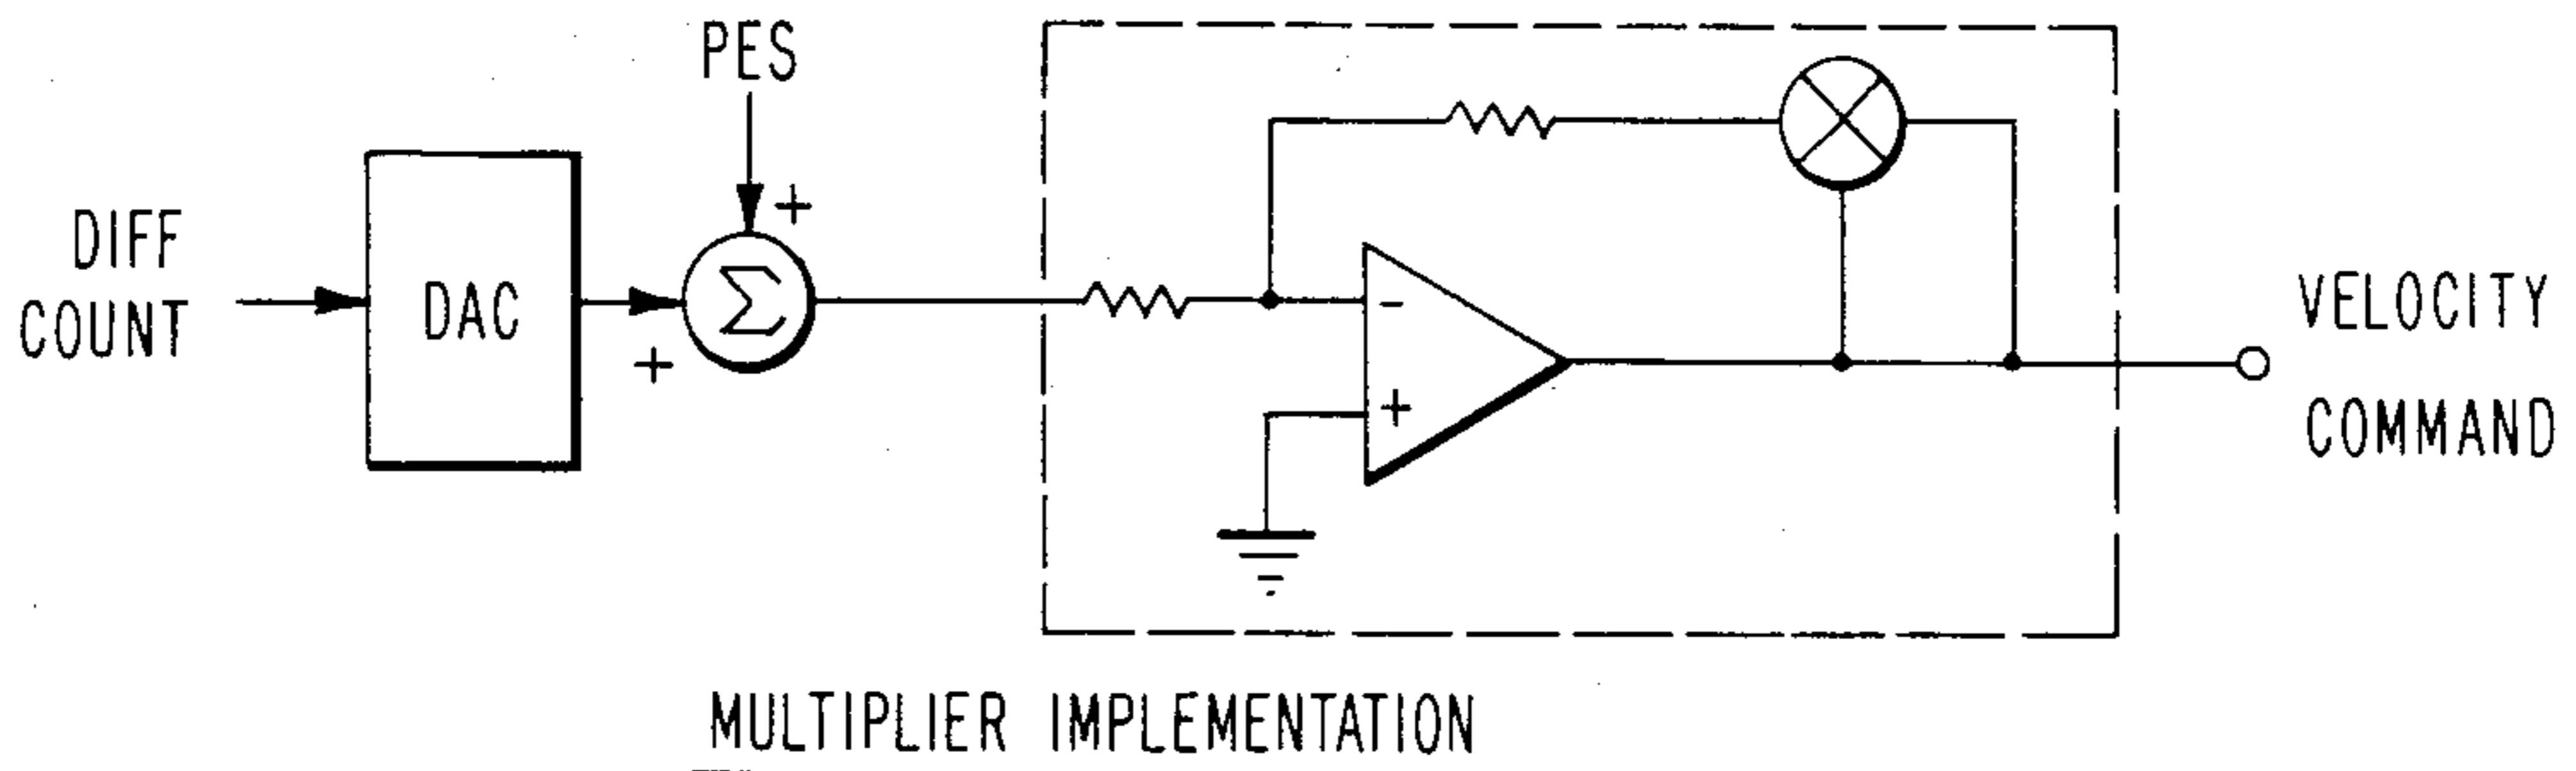 PES
+
DIFF
COUNT
DAC
Σ
+
-
+
VELOCITY
COMMAND
MULTIPLIER IMPLEMENTATION